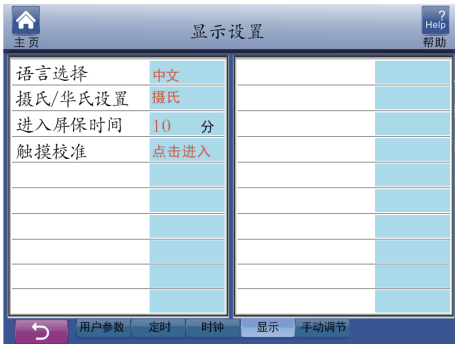 ?
Help
主页
显示设置
帮助
语言选择 中文
摄氏/华氏设置 摄氏
进入屏保时间 10 分
触摸校准 点击进入
用户参数 定时 时钟 显示 手动调节